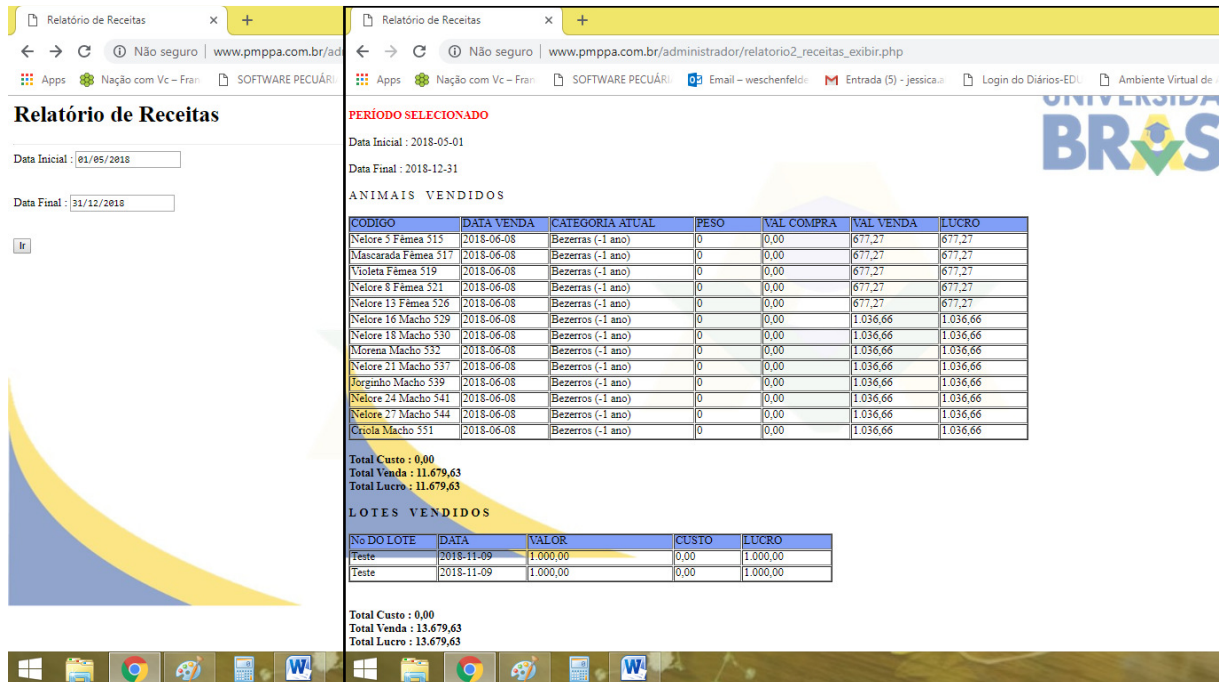 Relatório de Receitas
Não seguro | www.pmppa.com.br/ad
Apps Nação com Vc – Fran SOFTWARE PECUÁRI
Relatório de Receitas
Data Inicial : 01/05/2018
Data Final : 31/12/2018
Ir
Relatório de Receitas
Não seguro | www.pmppa.com.br/administrador/relatorio2_receitas_exibir.php
Apps Nação com Vc – Fran SOFTWARE PECUÁRI Email – weschenfelde Entrada (5) - jessica.a Login do Diários-EDU Ambiente Virtual de
UNIVERSIDA
BRAS
PERÍODO SELECIONADO
Data Inicial : 2018-05-01
Data Final : 2018-12-31
ANIMAIS VENDIDOS
CODIGO DATA VENDA CATEGORIA ATUAL PESO VAL COMPRA VAL VENDA LUCRO
Nelore 5 Fêmea 515 2018-06-08 Bezerras (-1 ano) 0 0,00 677,27 677,27
Mascarada Fêmea 517 2018-06-08 Bezerras (-1 ano) 0 0,00 677,27 677,27
Violeta Fêmea 519 2018-06-08 Bezerras (-1 ano) 0 0,00 677,27 677,27
Nelore 8 Fêmea 521 2018-06-08 Bezerras (-1 ano) 0 0,00 677,27 677,27
Nelore 13 Fêmea 526 2018-06-08 Bezerras (-1 ano) 0 0,00 677,27 677,27
Nelore 16 Macho 529 2018-06-08 Bezerros (-1 ano) 0 0,00 1.036,66 1.036,66
Nelore 18 Macho 530 2018-06-08 Bezerros (-1 ano) 0 0,00 1.036,66 1.036,66
Morena Macho 532 2018-06-08 Bezerros (-1 ano) 0 0,00 1.036,66 1.036,66
Nelore 21 Macho 537 2018-06-08 Bezerros (-1 ano) 0 0,00 1.036,66 1.036,66
Jorginho Macho 539 2018-06-08 Bezerros (-1 ano) 0 0,00 1.036,66 1.036,66
Nelore 24 Macho 541 2018-06-08 Bezerros (-1 ano) 0 0,00 1.036,66 1.036,66
Nelore 27 Macho 544 2018-06-08 Bezerros (-1 ano) 0 0,00 1.036,66 1.036,66
Criola Macho 551 2018-06-08 Bezerros (-1 ano) 0 0,00 1.036,66 1.036,66
Total Custo : 0,00
Total Venda : 11.679,63
Total Lucro : 11.679,63
LOTES VENDIDOS
No DO LOTE DATA VALOR CUSTO LUCRO
Teste 2018-11-09 1.000,00 0,00 1.000,00
Teste 2018-11-09 1.000,00 0,00 1.000,00
Total Custo : 0,00
Total Venda : 13.679,63
Total Lucro : 13.679,63